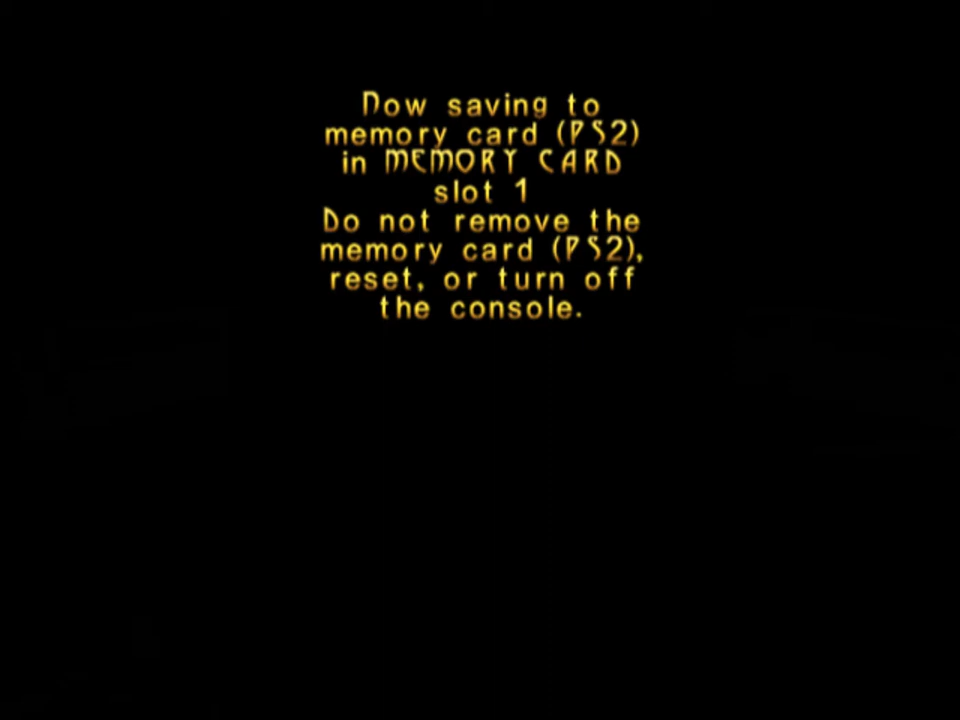 Now saving to
memory card (PS2)
in MEMORY CARD
slot 1
Do not remove the
memory card (PS2),
reset, or turn off
the console.